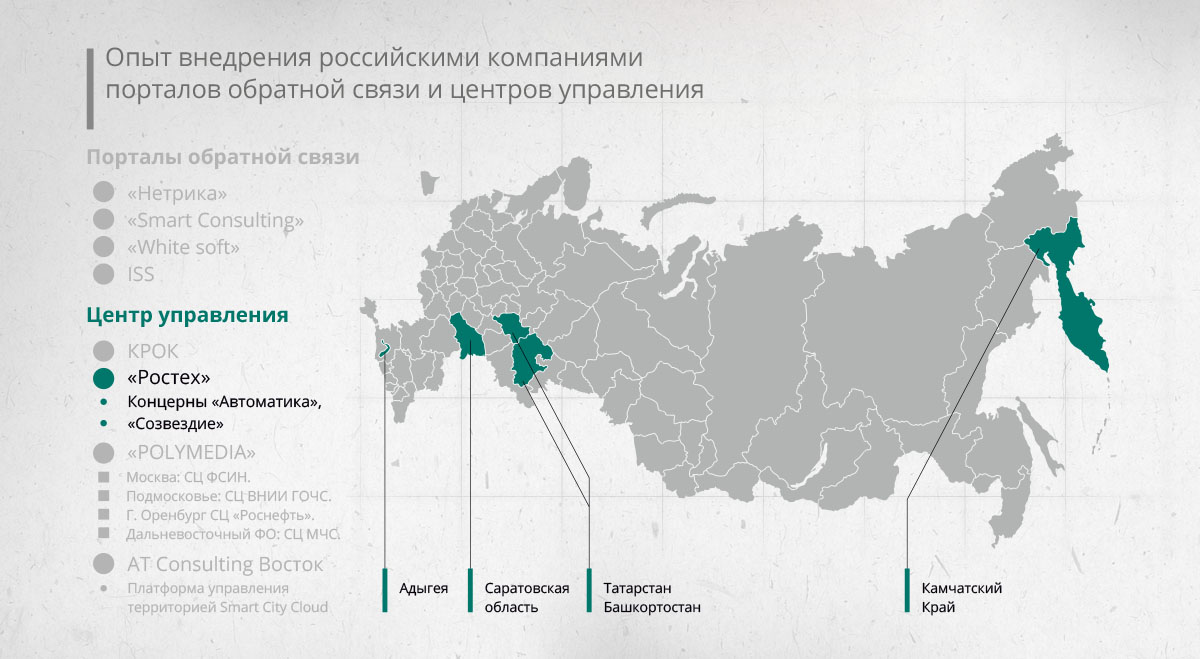 Опыт внедрения российскими компаниями
порталов обратной связи и центров управления
Порталы обратной связи
«Нетрика»
«Smart Consulting»
«White soft»
ISS
Центр управления
КРОК
«Ростех»
Концерны «Автоматика»,
«Созвездие»
«POLYMEDIA»
Москва: СЦ ФСИН.
Подмосковье: СЦ ВНИИ ГОЧС.
Г. Оренбург СЦ «Роснефть».
Дальневосточный ФО: СЦ МЧС.
AT Consulting Восток
Платформа управления
территорией Smart City Cloud
Адыгея
Саратовская
область
Татарстан
Башкортостан
Камчатский
Край